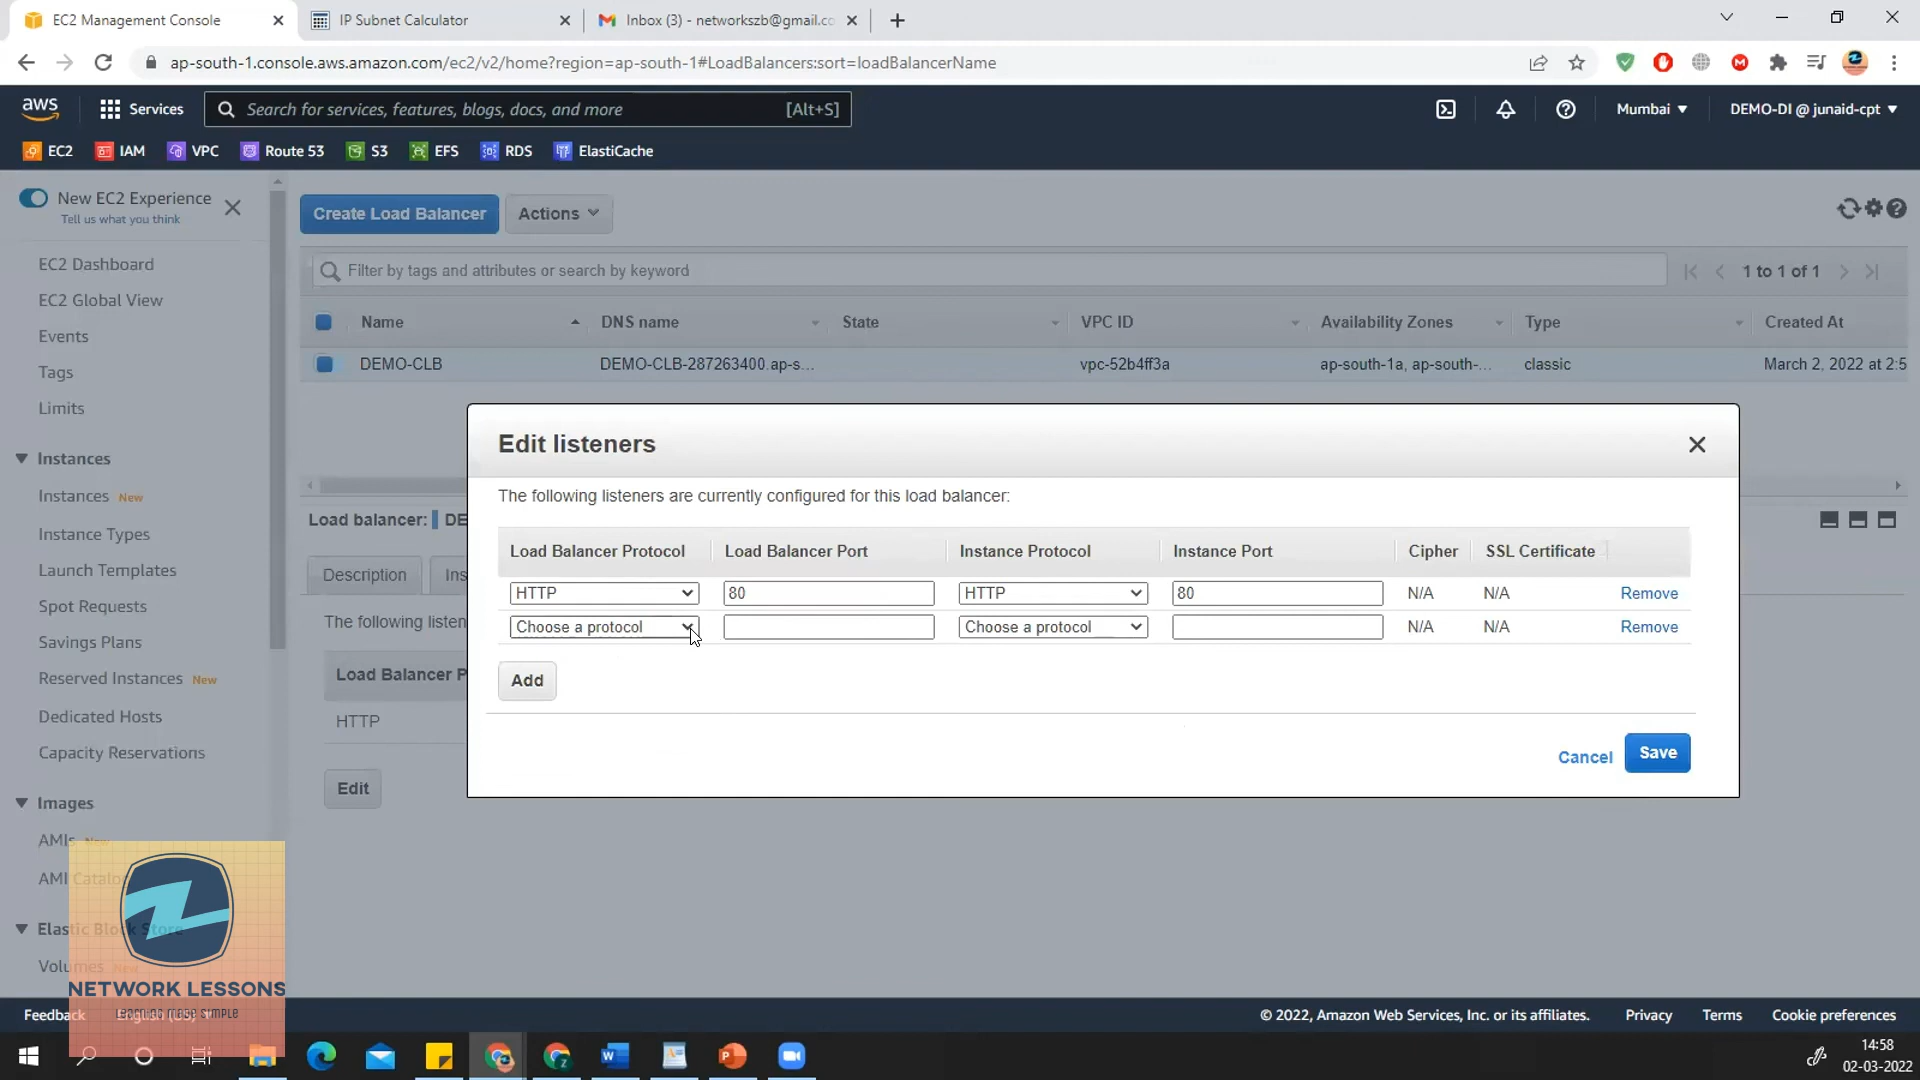 EC2 Management Console
IP Subnet Calculator
Inbox (3) - networkszb@gmail.co
ap-south-1.console.aws.amazon.com/ec2/v2/home?region=ap-south-1#LoadBalancers:sort=loadBalancerName
aws
Services
Search for services, features, blogs, docs, and more
[Alt+S]
Mumbai
DEMO-DI @ junaid-cpt
EC2
IAM
VPC
Route 53
S3
EFS
RDS
ElastiCache
New EC2 Experience
Tell us what you think
Create Load Balancer
Actions
EC2 Dashboard
EC2 Global View
Events
Tags
Limits
Instances
Instances New
Instance Types
Launch Templates
Spot Requests
Savings Plans
Reserved Instances New
Dedicated Hosts
Capacity Reservations
Images
AMIs New
AMI Catalog
Elastic Block Store
Volumes New
Filter by tags and attributes or search by keyword
1 to 1 of 1
Name
DNS name
State
VPC ID
Availability Zones
Type
Created At
DEMO-CLB
DEMO-CLB-287263400.ap-s...
vpc-52b4ff3a
ap-south-1a, ap-south-...
classic
March 2, 2022 at 2:5
Load balancer: DE
Description
Ins
The following listen
Load Balancer P
HTTP
Edit
Edit listeners
The following listeners are currently configured for this load balancer:
Load Balancer Protocol
Load Balancer Port
Instance Protocol
Instance Port
Cipher
SSL Certificate
HTTP
80
HTTP
80
N/A
N/A
Remove
Choose a protocol
Choose a protocol
N/A
N/A
Remove
Add
Cancel
Save
NETWORK LESSONS
LEARNING MADE SIMPLE
Feedback
English (US)
© 2022, Amazon Web Services, Inc. or its affiliates.
Privacy
Terms
Cookie preferences
14:58
02-03-2022